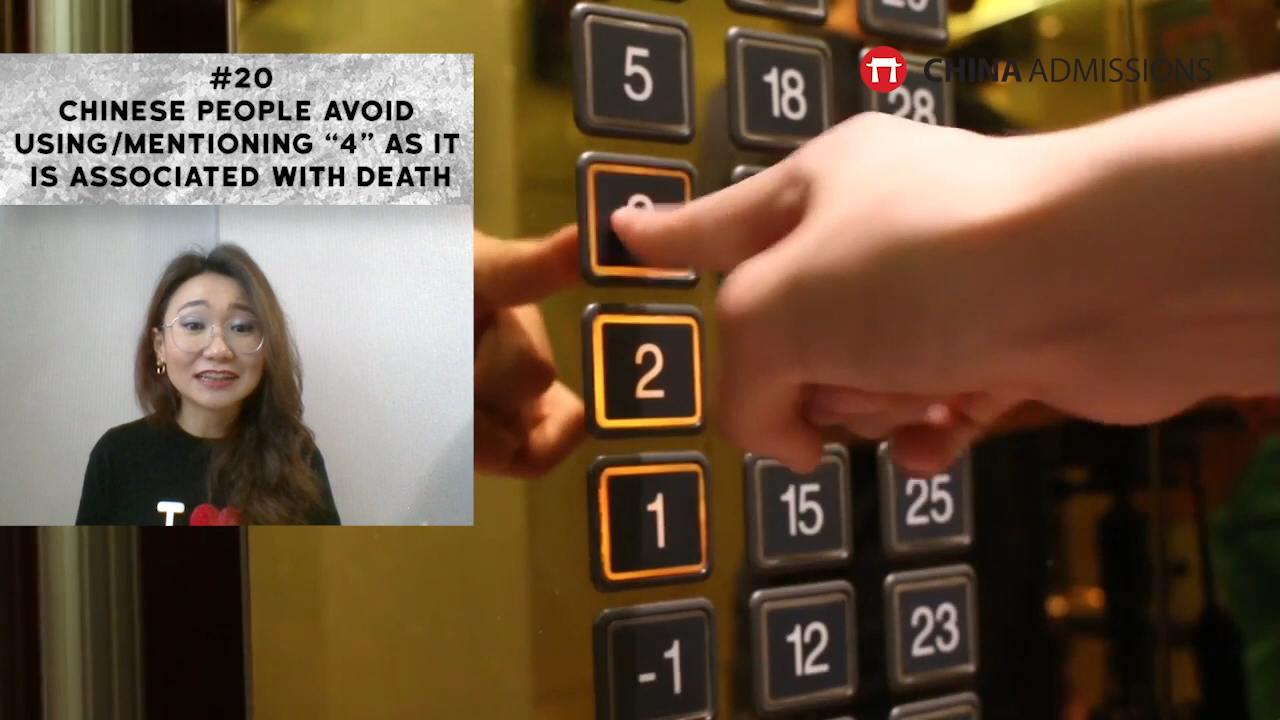 #20
CHINESE PEOPLE AVOID
USING/MENTIONING “4” AS IT
IS ASSOCIATED WITH DEATH
CHINA ADMISSIONS
5
18
28
2
1
15
25
-1
12
23
I